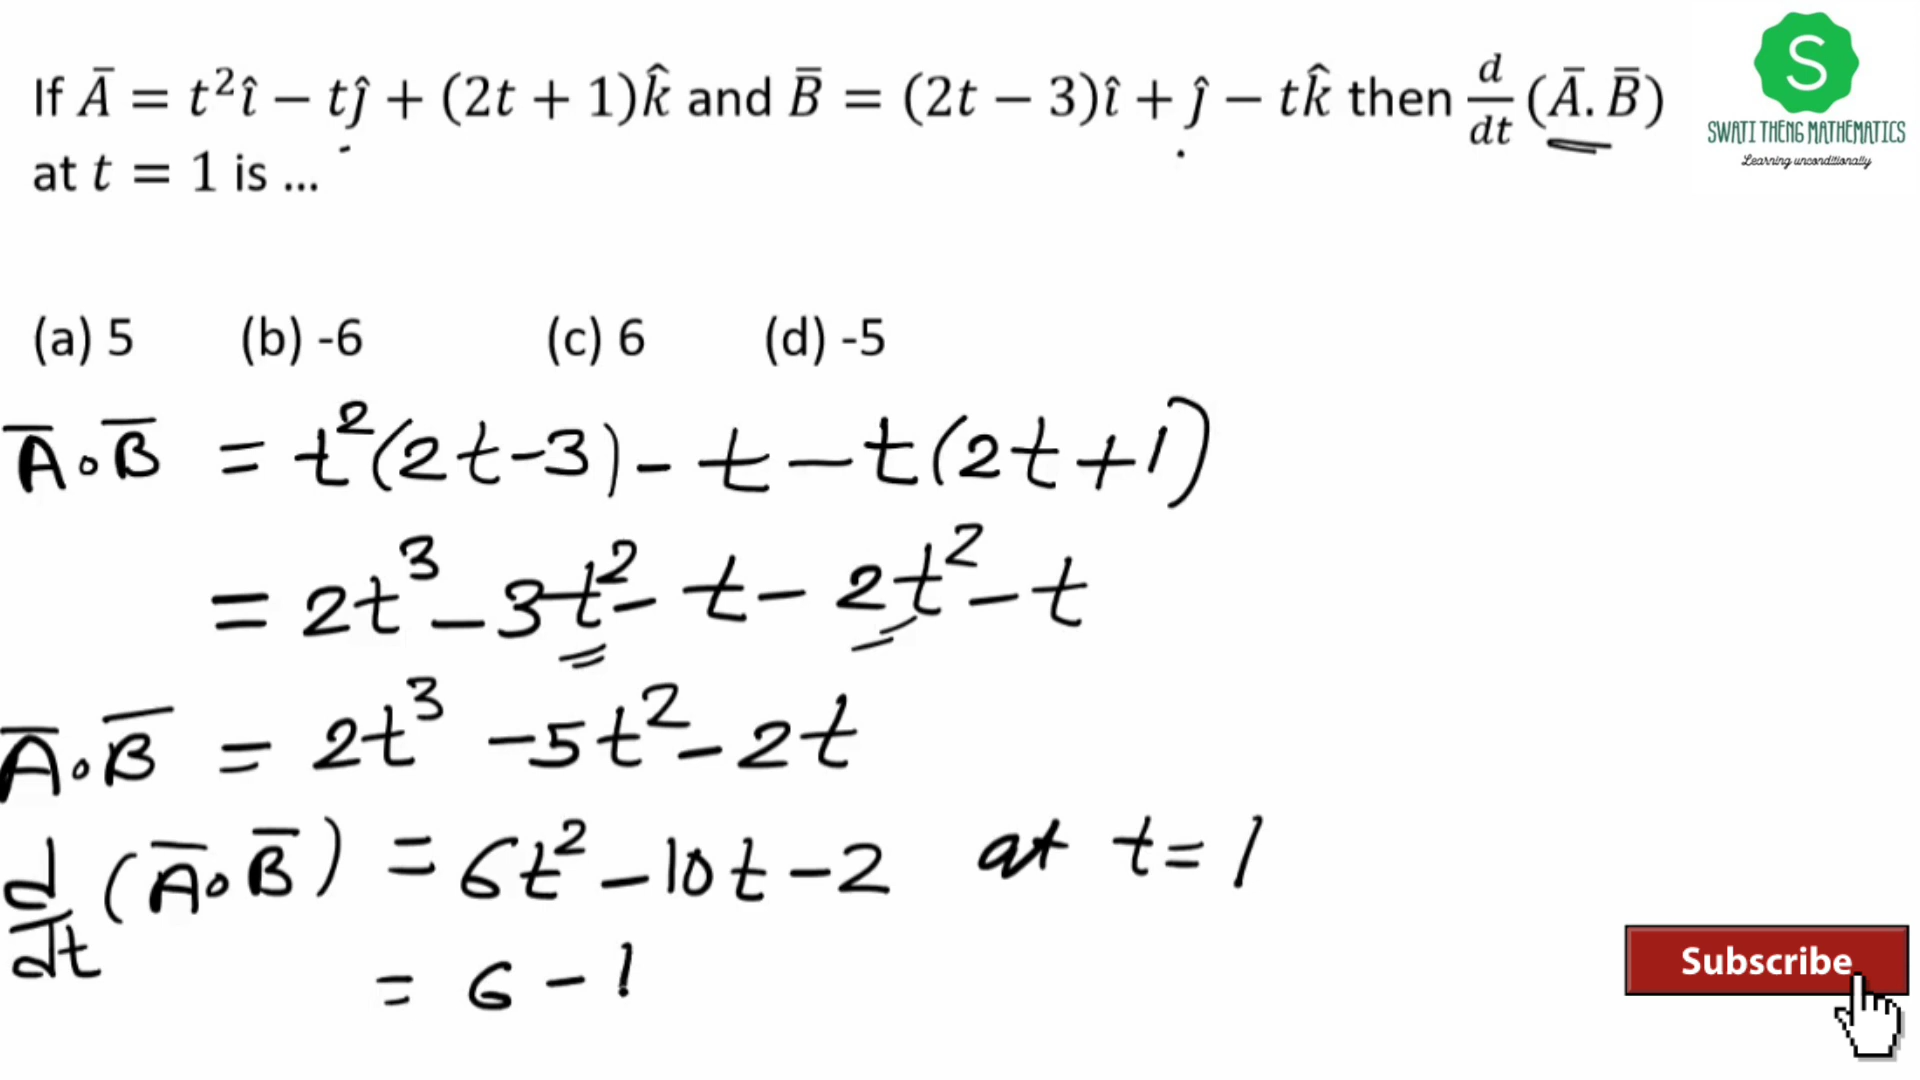 If Ā = t²î − tĵ + (2t + 1)k̂ and B̄ = (2t − 3)î + ĵ − tk̂ then d/dt (Ā. B̄)
at t = 1 is ...
S
SWATI THENG MATHEMATICS
Learning unconditionally
(a) 5 (b) -6 (c) 6 (d) -5
Ā∘B̄ = t²(2t-3) - t - t(2t+1)
= 2t³ - 3t² - t - 2t² - t
Ā∘B̄ = 2t³ - 5t² - 2t
d/dt (Ā∘B̄) = 6t² - 10t - 2 at t = 1
= 6 - 1
Subscribe